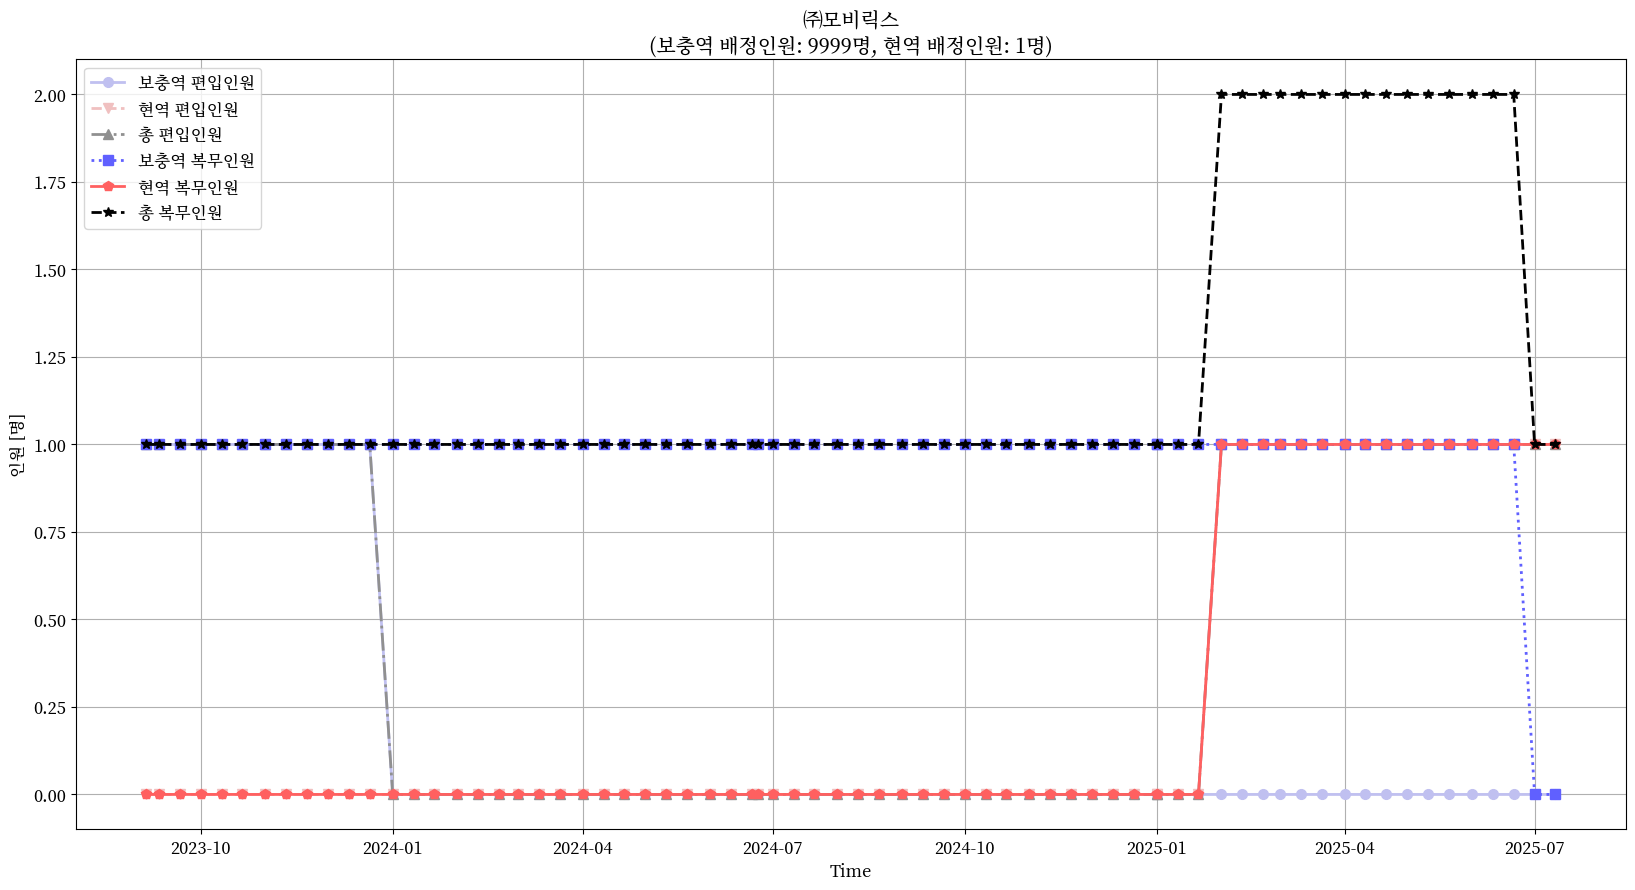 ㈜모비릭스
(보충역 배정인원: 9999명, 현역 배정인원: 1명)
보충역 편입인원
현역 편입인원
총 편입인원
보충역 복무인원
현역 복무인원
총 복무인원
인원 [명]
2.00
1.75
1.50
1.25
1.00
0.75
0.50
0.25
0.00
2023-10
2024-01
2024-04
2024-07
2024-10
2025-01
2025-04
2025-07
Time